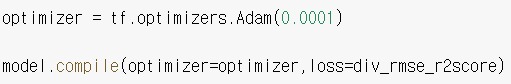 optimizer = tf.optimizers.Adam(0.0001)
model.compile(optimizer=optimizer,loss=div_rmse_r2score)